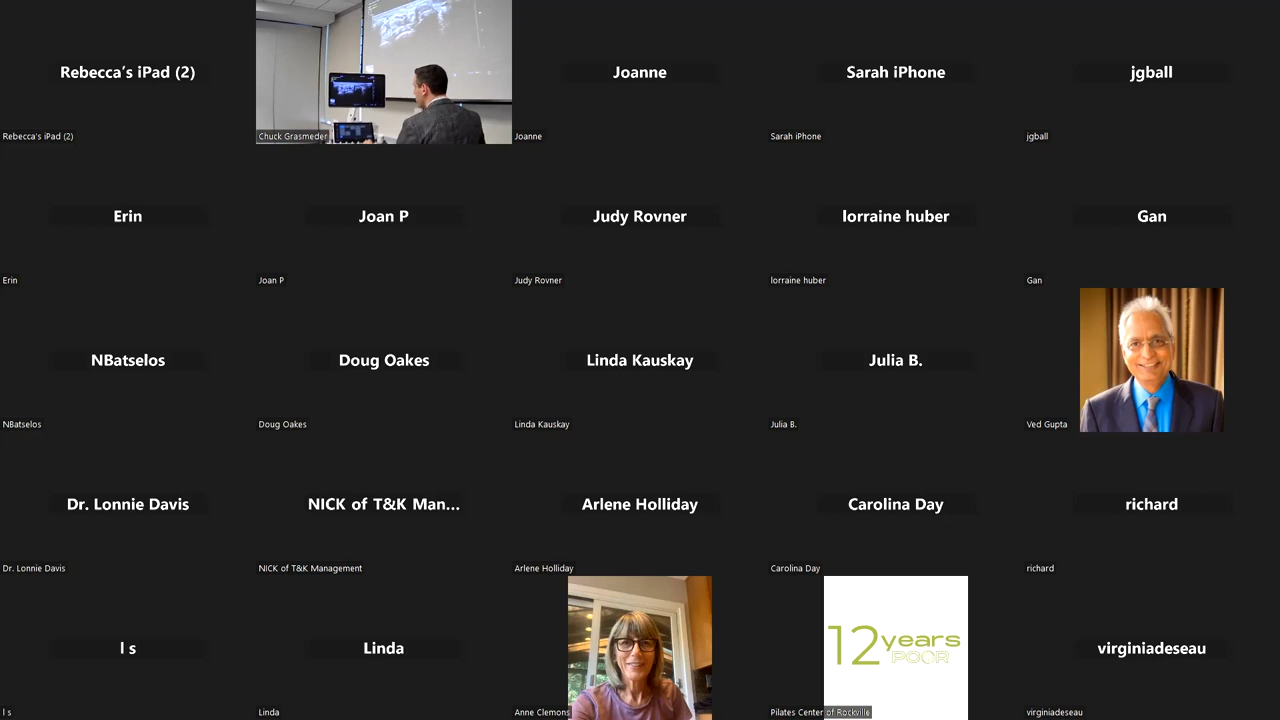 Rebecca's iPad (2)
Joanne
Sarah iPhone
jgball
Rebecca's iPad (2)
Chuck Grasmeder
Joanne
Sarah iPhone
jgball
Erin
Joan P
Judy Rovner
lorraine huber
Gan
Erin
Joan P
Judy Rovner
lorraine huber
Gan
NBatselos
Doug Oakes
Linda Kauskay
Julia B.
NBatselos
Doug Oakes
Linda Kauskay
Julia B.
Ved Gupta
Dr. Lonnie Davis
NICK of T&K Man...
Arlene Holliday
Carolina Day
richard
Dr. Lonnie Davis
NICK of T&K Management
Arlene Holliday
Carolina Day
richard
l s
Linda
12 years
PCOR
virginiadeseau
l s
Linda
Anne Clemons
Pilates Center of Rockville
virginiadeseau